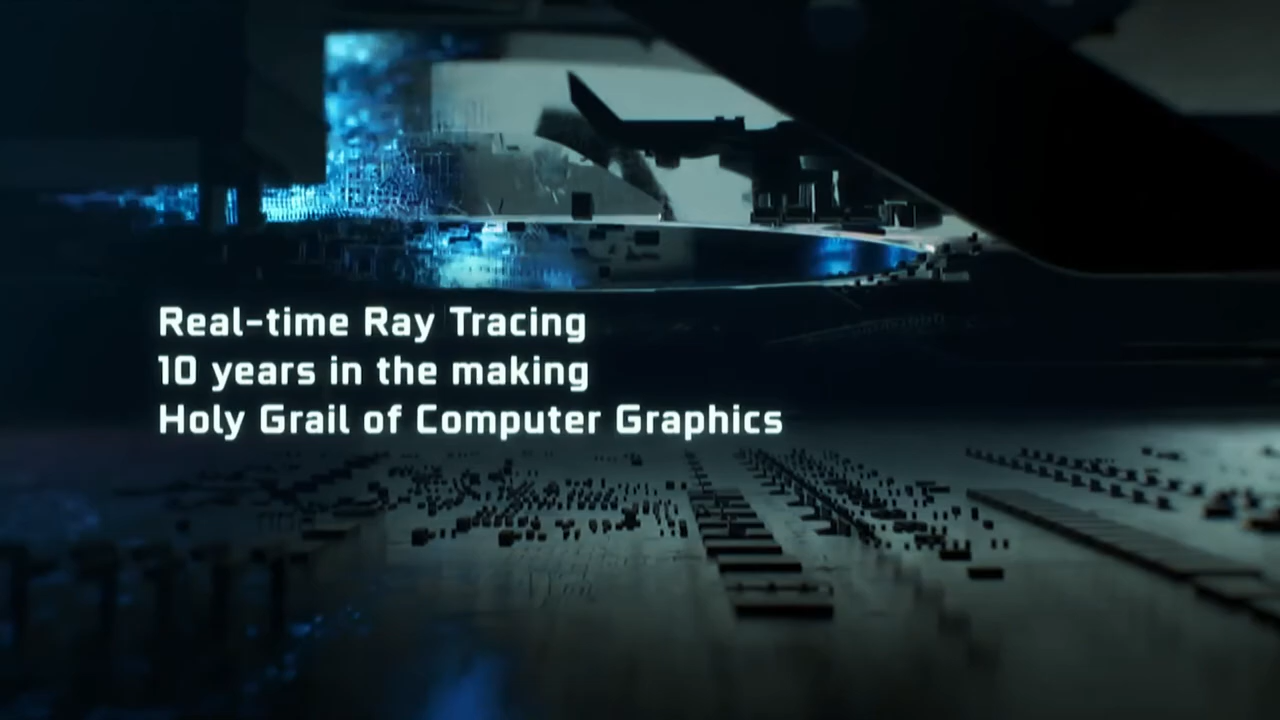 Real-time Ray Tracing
10 years in the making
Holy Grail of Computer Graphics